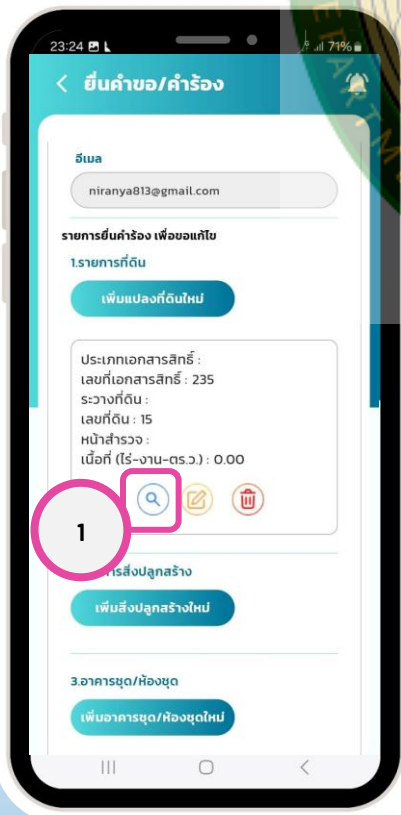 23:24
71%
ยื่นคำขอ/คำร้อง
อีเมล
niranya813@gmail.com
รายการยื่นคำร้อง เพื่อขอแก้ไข
1.รายการที่ดิน
เพิ่มแปลงที่ดินใหม่
ประเภทเอกสารสิทธิ์ :
เลขที่เอกสารสิทธิ์ : 235
ระวางที่ดิน :
เลขที่ดิน : 15
หน้าสำรวจ :
เนื้อที่ (ไร่-งาน-ตร.ว.) : 0.00
1
ารสิ่งปลูกสร้าง
เพิ่มสิ่งปลูกสร้างใหม่
3.อาคารชุด/ห้องชุด
เพิ่มอาคารชุด/ห้องชุดใหม่